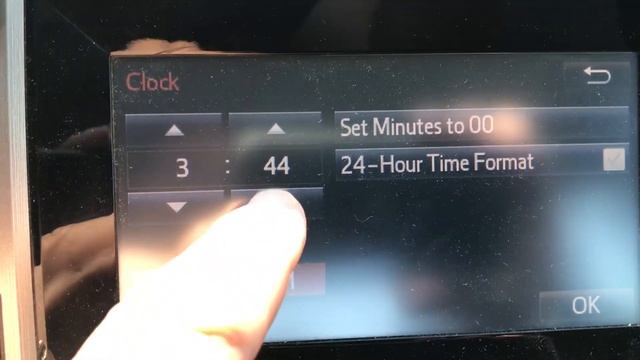 Clock
3 : 44
Set Minutes to 00
24-Hour Time Format
OK